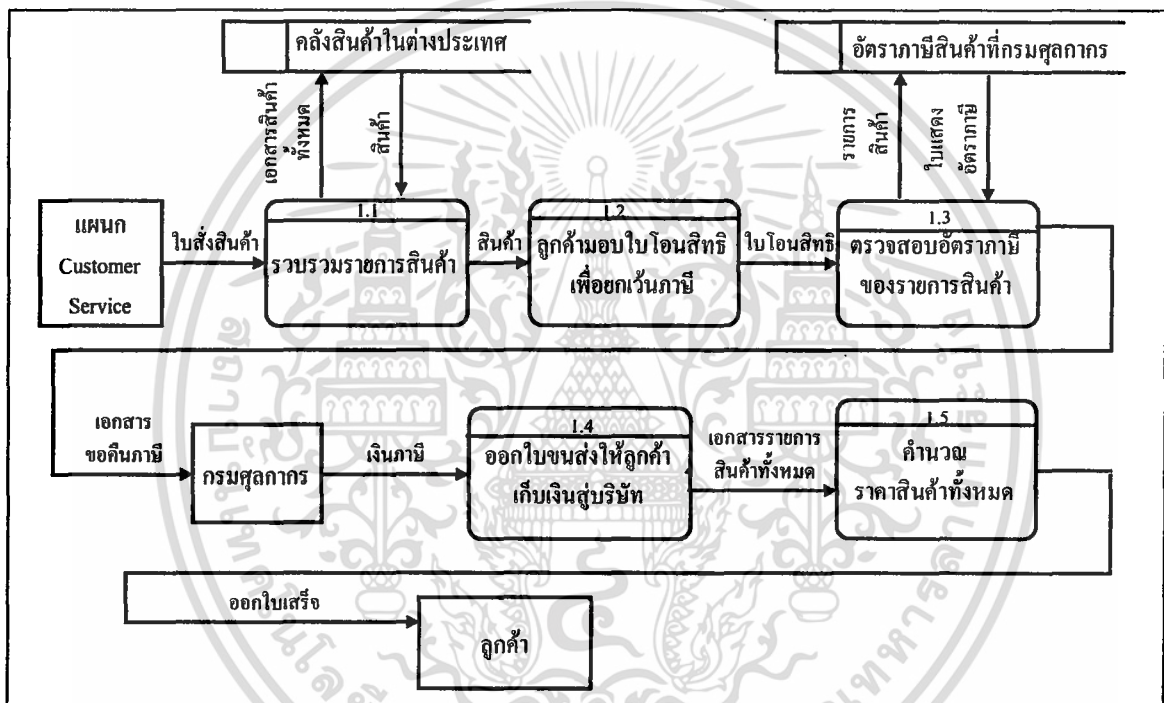 คลังสินค้าในต่างประเทศ
อัตราภาษีสินค้าที่กรมศุลกากร
เอกสารสินค้า
ทั้งหมด
สินค้า
รายการ
สินค้า
ใบแสดง
อัตราภาษี
แผนก
Customer
Service
ใบสั่งสินค้า
1.1
รวบรวมรายการสินค้า
สินค้า
1.2
ลูกค้ามอบใบโอนสิทธิ
เพื่อยกเว้นภาษี
ใบโอนสิทธิ
1.3
ตรวจสอบอัตราภาษี
ของรายการสินค้า
เอกสาร
ขอคืนภาษี
กรมศุลกากร
เงินภาษี
1.4
ออกใบขนส่งให้ลูกค้า
เก็บเงินสู่บริษัท
เอกสารรายการ
สินค้าทั้งหมด
1.5
คำนวณ
ราคาสินค้าทั้งหมด
ออกใบเสร็จ
ลูกค้า